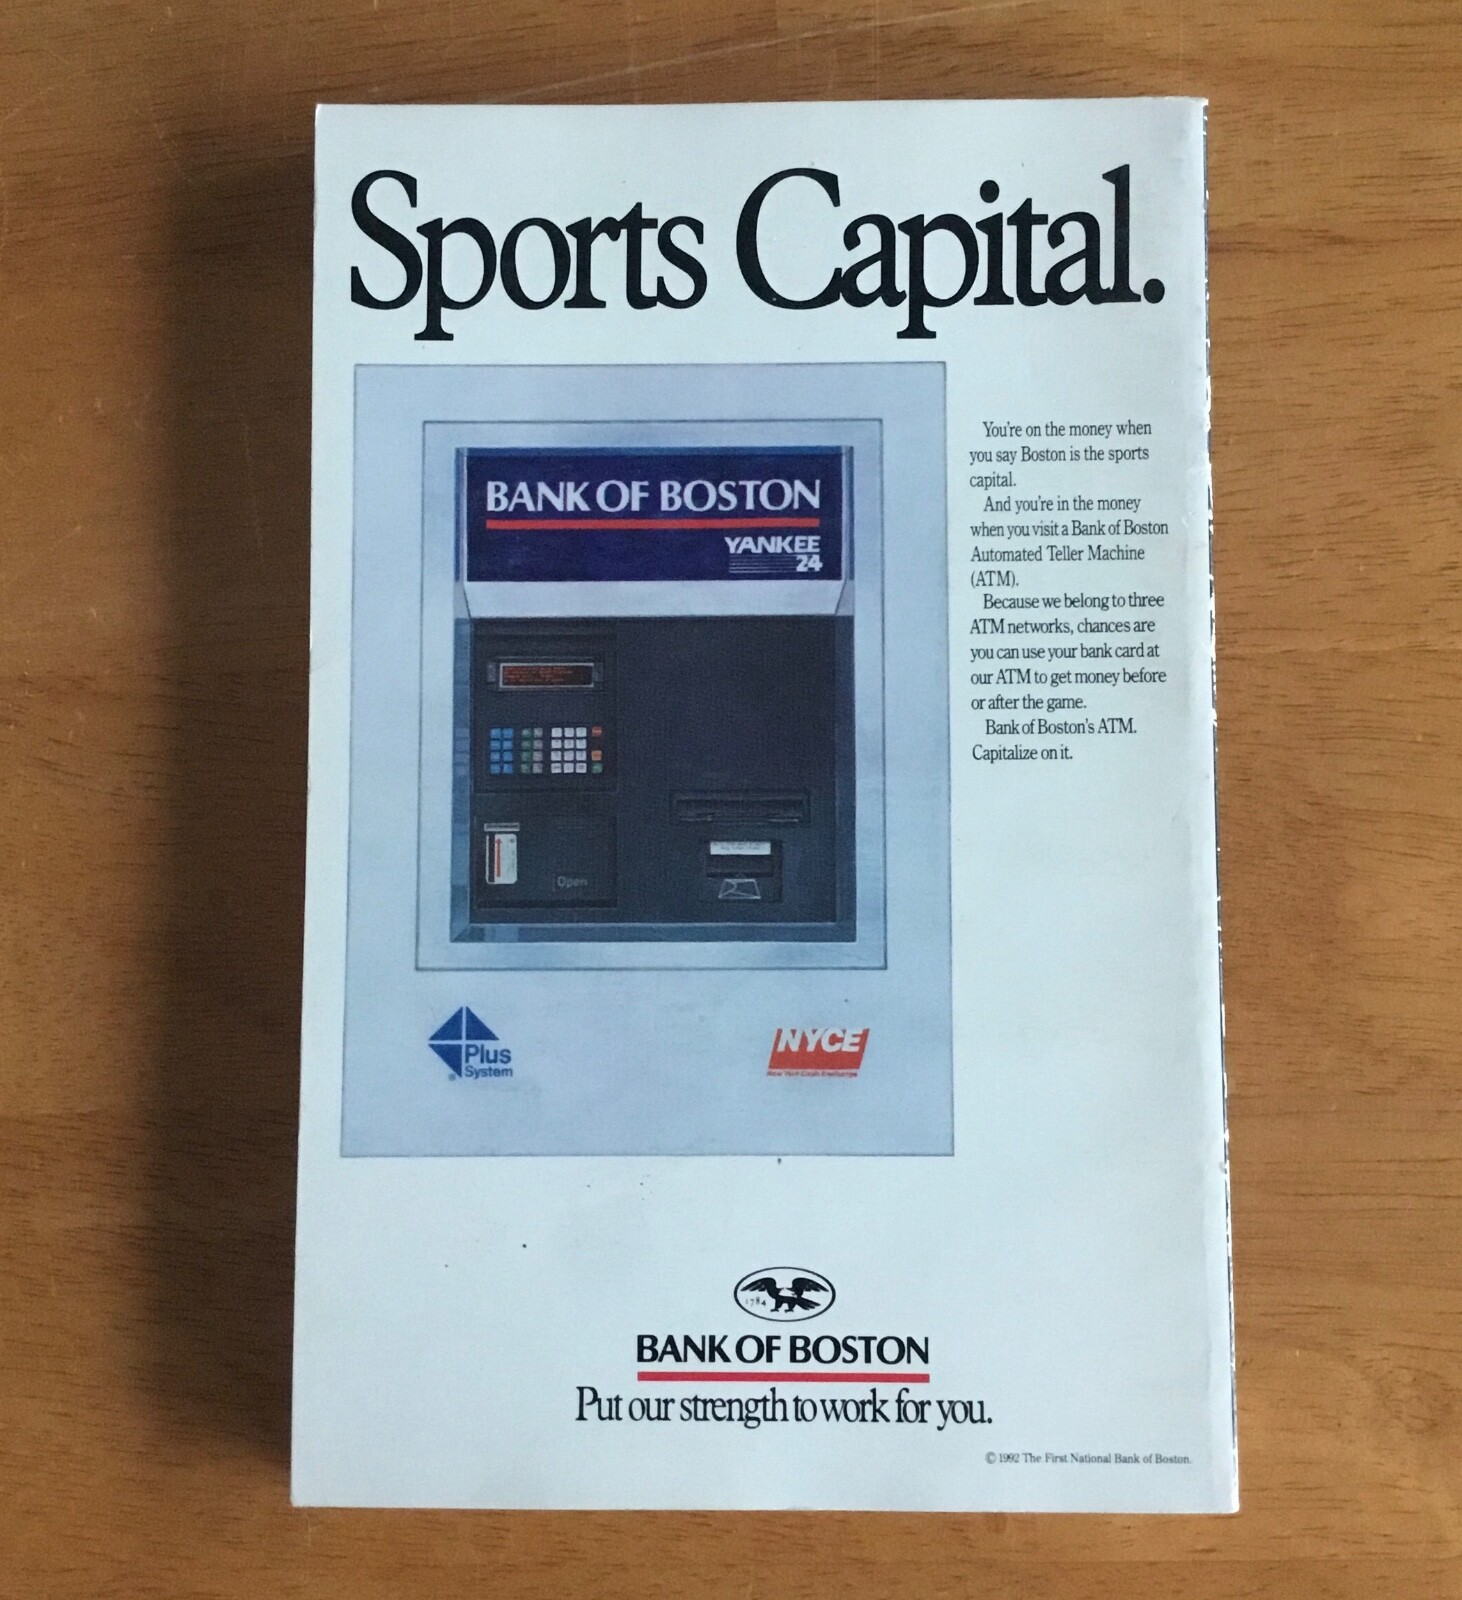 Sports Capital.
BANK OF BOSTON
YANKEE
24
Open
Plus
System
®
NYCE
New York Cash Exchange
You're on the money when
you say Boston is the sports
capital.
And you're in the money
when you visit a Bank of Boston
Automated Teller Machine
(ATM).
Because we belong to three
ATM networks, chances are
you can use your bank card at
our ATM to get money before
or after the game.
Bank of Boston's ATM.
Capitalize on it.
1784
BANK OF BOSTON
Put our strength to work for you.
© 1992 The First National Bank of Boston.